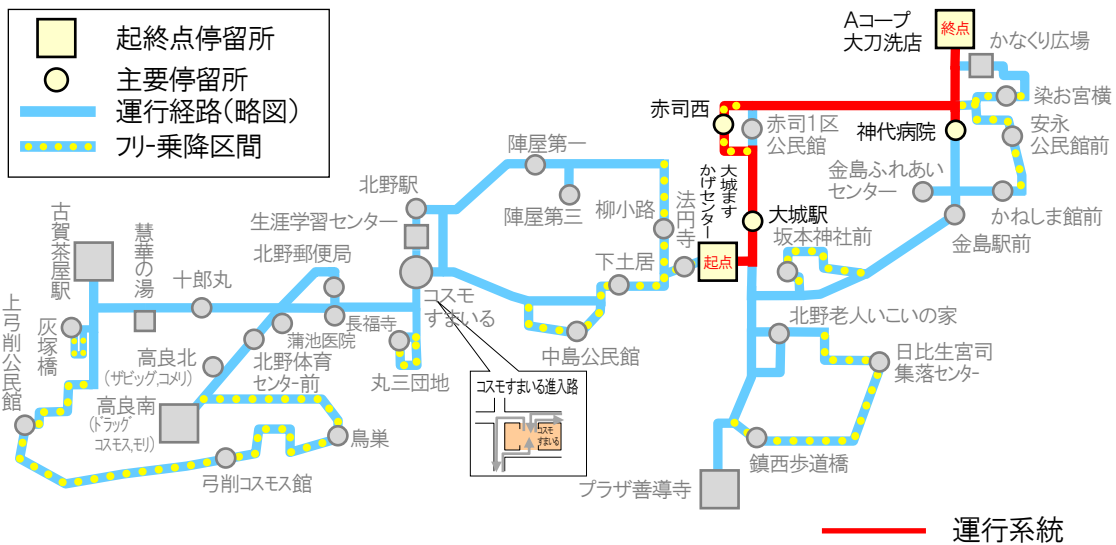 起終点停留所
主要停留所
運行経路(略図)
フリー乗降区間
Aコープ
大刀洗店
終点
かなくり広場
染お宮横
安永
公民館前
赤司西
赤司1区
公民館
神代病院
金島ふれあい
センター
かねしま館前
金島駅前
陣屋第一
陣屋第三
北野駅
生涯学習センター
北野郵便局
柳小路
法円寺
大城ます
かげセンター
大城駅
起点
坂本神社前
下土居
古賀茶屋駅
慧華の湯
十郎丸
コスモ
すまいる
長福寺
蒲池医院
中島公民館
北野老人いこいの家
日比生宮司
集落センター
上弓削公民館
灰塚橋
高良北
(ザビッグ,コメリ)
北野体育
センター前
丸三団地
コスモすまいる進入路
コスモ
すまいる
高良南
(ドラッグ
コスモス,モリ)
鳥巣
弓削コスモス館
鎮西歩道橋
プラザ善導寺
運行系統